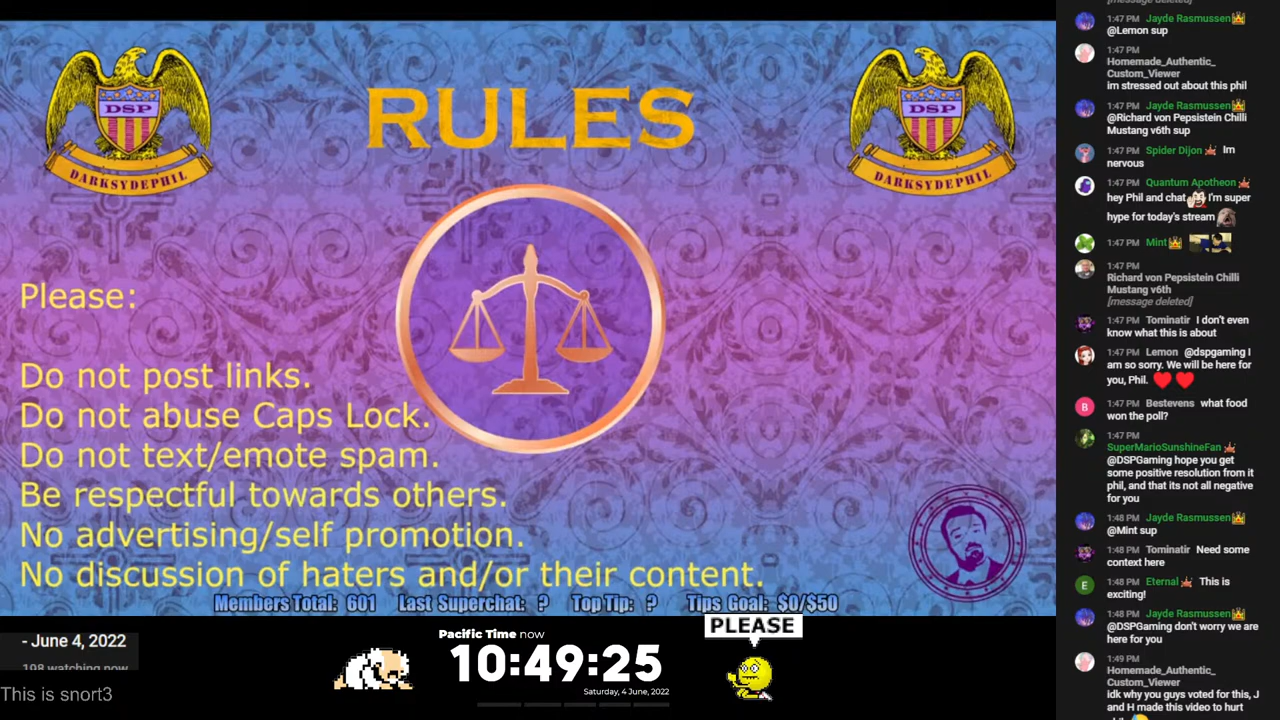 RULES
DSP
DARKSYDEPHIL
DSP
DARKSYDEPHIL
Please:
Do not post links.
Do not abuse Caps Lock.
Do not text/emote spam.
Be respectful towards others.
No advertising/self promotion.
No discussion of haters and/or their content.
Members Total: 601 Last Superchat: ? Top Tip: ? Tips Goal: $0/$50
- June 4, 2022
198 watching now
This is snort3
Pacific Time now
10:49:25
Saturday, 4 June, 2022
PLEASE
[message deleted]
1:47 PM Jayde Rasmussen
@Lemon sup
1:47 PM
Homemade_Authentic_
Custom_Viewer
im stressed out about this phil
1:47 PM Jayde Rasmussen
@Richard von Pepsistein Chilli
Mustang v6th sup
1:47 PM Spider Dijon Im
nervous
1:47 PM Quantum Apotheon
hey Phil and chat I'm super
hype for today's stream
1:47 PM Mint
1:47 PM
Richard von Pepsistein Chilli
Mustang v6th
[message deleted]
1:47 PM Tominatir I don't even
know what this is about
1:47 PM Lemon @dspgaming I
am so sorry. We will be here for
you, Phil.
B 1:47 PM Bestevens what food
won the poll?
1:47 PM
SuperMarioSunshineFan
@DSPGaming hope you get
some positive resolution from it
phil, and that its not all negative
for you
1:48 PM Jayde Rasmussen
@Mint sup
1:48 PM Tominatir Need some
context here
E 1:48 PM Eternal This is
exciting!
1:48 PM Jayde Rasmussen
@DSPGaming don't worry we are
here for you
1:49 PM
Homemade_Authentic_
Custom_Viewer
idk why you guys voted for this, J
and H made this video to hurt